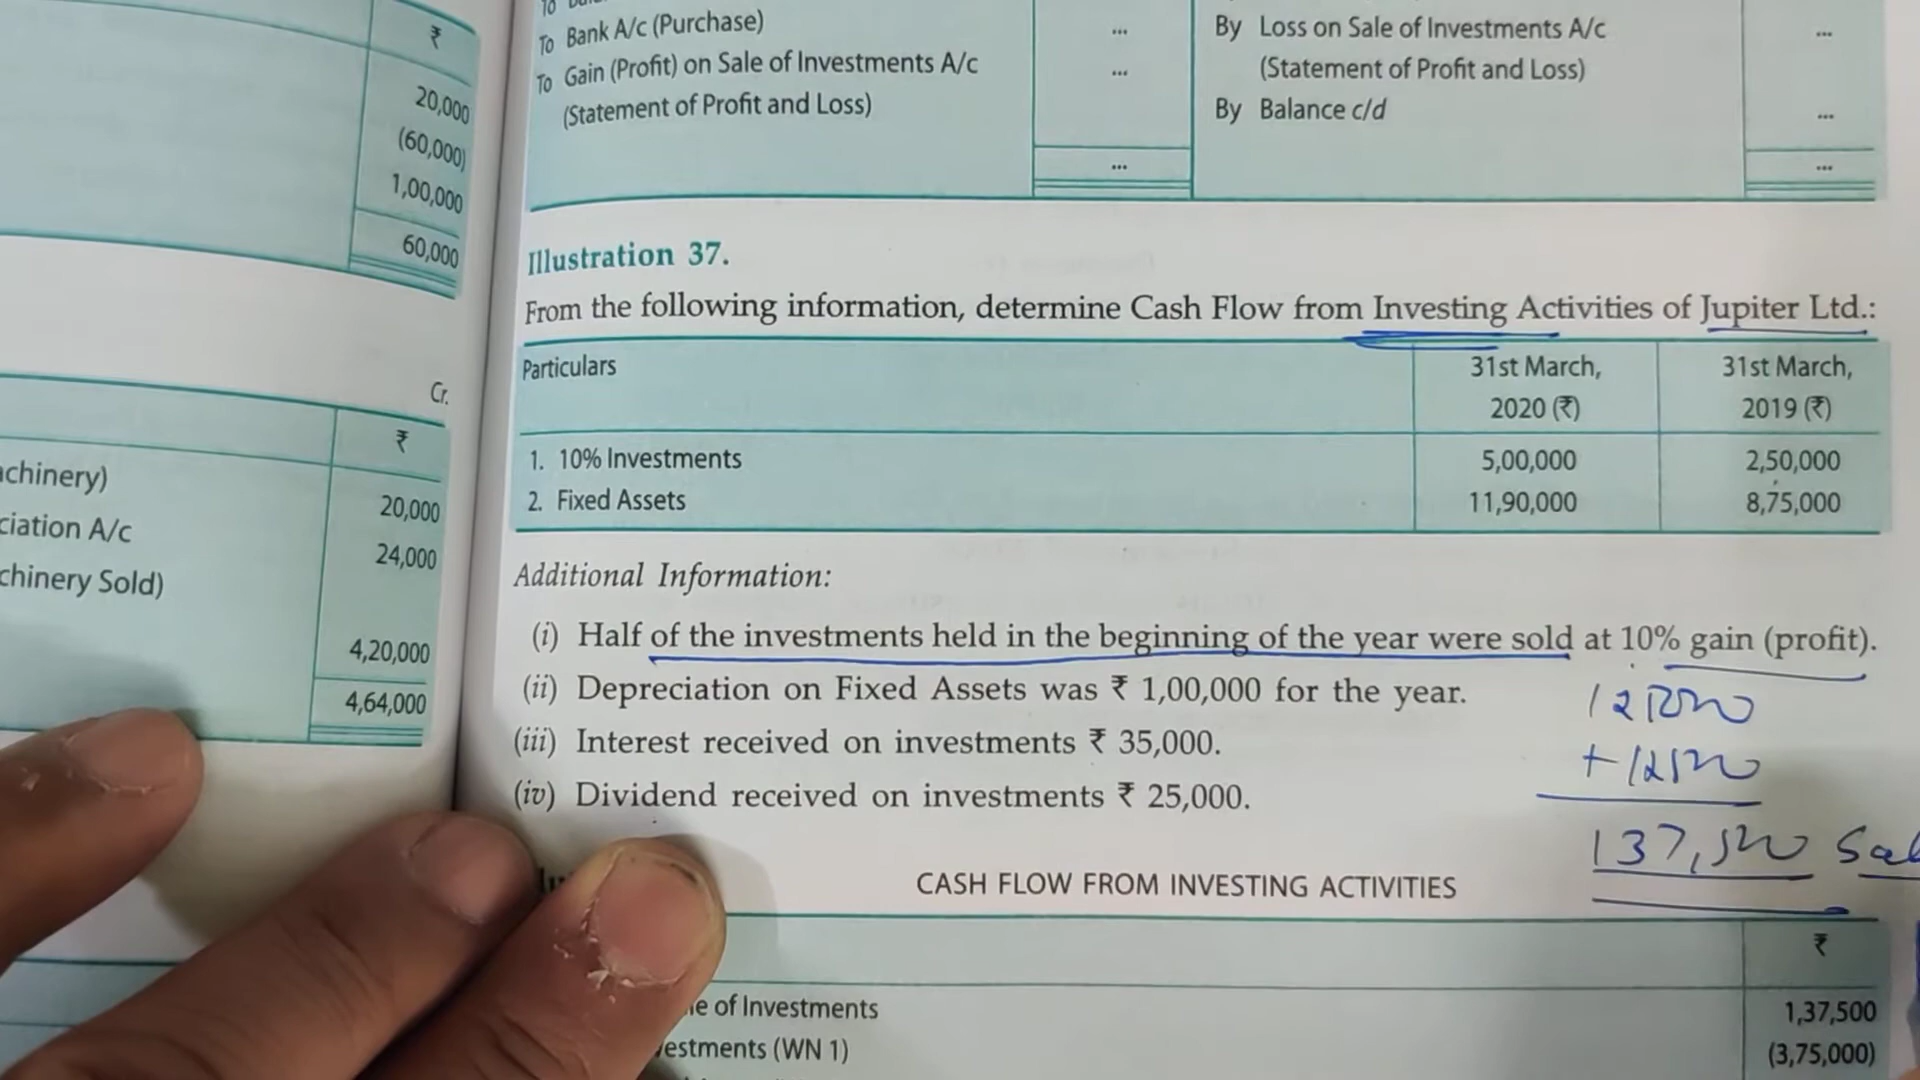 ₹
20,000
(60,000)
1,00,000
60,000
Cr.
₹
achinery)
20,000
ciation A/c
24,000
chinery Sold)
4,20,000
4,64,000
To
To Bank A/c (Purchase) ...
To Gain (Profit) on Sale of Investments A/c ...
(Statement of Profit and Loss)
...
By Loss on Sale of Investments A/c ...
(Statement of Profit and Loss)
By Balance c/d ...
...
Illustration 37.
From the following information, determine Cash Flow from Investing Activities of Jupiter Ltd.:
Particulars 31st March, 31st March,
2020 (₹) 2019 (₹)
1. 10% Investments 5,00,000 2,50,000
2. Fixed Assets 11,90,000 8,75,000
Additional Information:
(i) Half of the investments held in the beginning of the year were sold at 10% gain (profit).
(ii) Depreciation on Fixed Assets was ₹ 1,00,000 for the year.
(iii) Interest received on investments ₹ 35,000.
(iv) Dividend received on investments ₹ 25,000.
125000
+12500
137,500 Sal
CASH FLOW FROM INVESTING ACTIVITIES
₹
e of Investments 1,37,500
vestments (WN 1) (3,75,000)